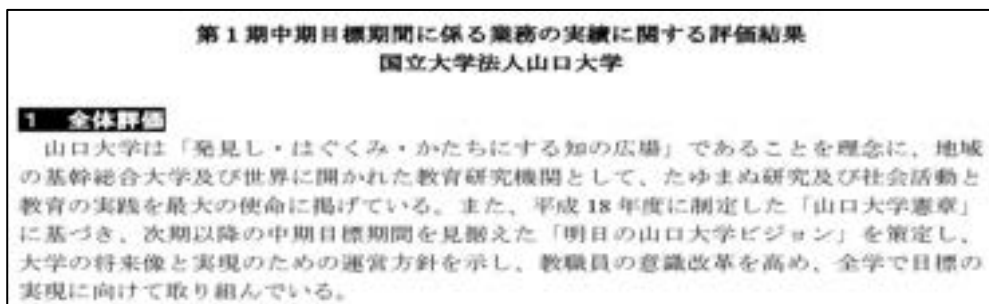 第1期中期目標期間に係る業務の実績に関する評価結果
国立大学法人山口大学
1 全体評価
山口大学は「発見し・はぐくみ・かたちにする知の広場」であることを理念に、地域
の基幹総合大学及び世界に開かれた教育研究機関として、たゆまぬ研究及び社会活動と
教育の実践を最大の使命に掲げている。また、平成 18 年度に制定した「山口大学憲章」
に基づき、次期以降の中期目標期間を見据えた「明日の山口大学ビジョン」を策定し、
大学の将来像と実現のための運営方針を示し、教職員の意識改革を高め、全学で目標の
実現に向けて取り組んでいる。